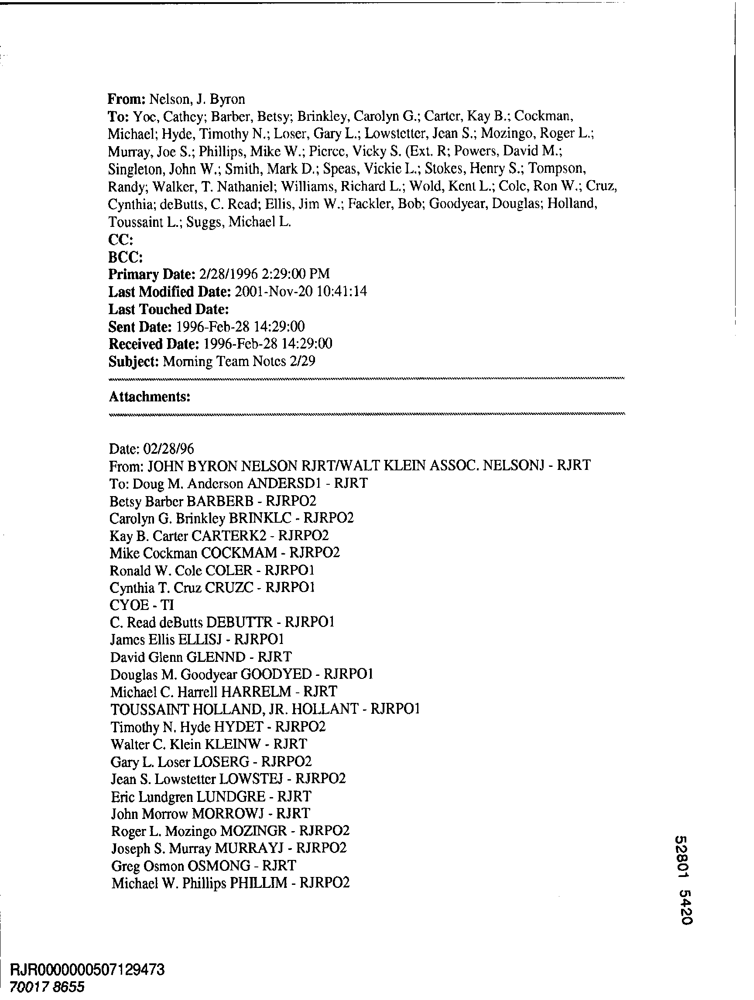 From: Nelson, J. Byron
To: Yoe, Cathey; Barber, Betsy; Brinkley, Carolyn G.; Carter, Kay B.; Cockman,
Michael; Hyde, Timothy N.; Loser, Gary L.; Lowstetter, Jean S.; Mozingo, Roger L.;
Murray, Joe S.; Phillips, Mike W.; Pierce, Vicky S. (Ext. R; Powers, David M.;
Singleton, John W.; Smith, Mark D.; Speas, Vickie L.; Stokes, Henry S.; Tompson,
Randy; Walker, T. Nathaniel; Williams, Richard L.; Wold, Kent L.; Cole, Ron W.; Cruz,
Cynthia; deButts, C. Read; Ellis, Jim W.; Fackler, Bob; Goodyear, Douglas; Holland,
Toussaint L.; Suggs, Michael L.
CC:
BCC:
Primary Date: 2/28/1996 2:29:00 PM
Last Modified Date: 2001-Nov-20 10:41:14
Last Touched Date:
Sent Date: 1996-Feb-28 14:29:00
Received Date: 1996-Feb-28 14:29:00
Subject: Morning Team Notes 2/29
Attachments:
Date: 02/28/96
From: JOHN BYRON NELSON RJRT/WALT KLEIN ASSOC. NELSONJ - RJRT
To: Doug M. Anderson ANDERSD1 - RJRT
Betsy Barber BARBERB - RJRPO2
Carolyn G. Brinkley BRINKLC - RJRPO2
Kay B. Carter CARTERK2 - RJRPO2
Mike Cockman COCKMAM - RJRPO2
Ronald W. Cole COLER - RJRPO1
Cynthia T. Cruz CRUZC - RJRPO1
CYOE - TI
C. Read deButts DEBUTTR - RJRPO1
James Ellis ELLISJ - RJRPO1
David Glenn GLENND - RJRT
Douglas M. Goodyear GOODYED - RJRPO1
Michael C. Harrell HARRELM - RJRT
TOUSSAINT HOLLAND, JR. HOLLANT - RJRPO1
Timothy N. Hyde HYDET - RJRPO2
Walter C. Klein KLEINW - RJRT
Gary L. Loser LOSERG - RJRPO2
Jean S. Lowstetter LOWSTEJ - RJRPO2
Eric Lundgren LUNDGRE - RJRT
John Morrow MORROWJ - RJRT
Roger L. Mozingo MOZINGR - RJRPO2
Joseph S. Murray MURRAYJ - RJRPO2
Greg Osmon OSMONG - RJRT
Michael W. Phillips PHILLIM - RJRPO2
52801 5420
RJR0000000507129473
70017 8655